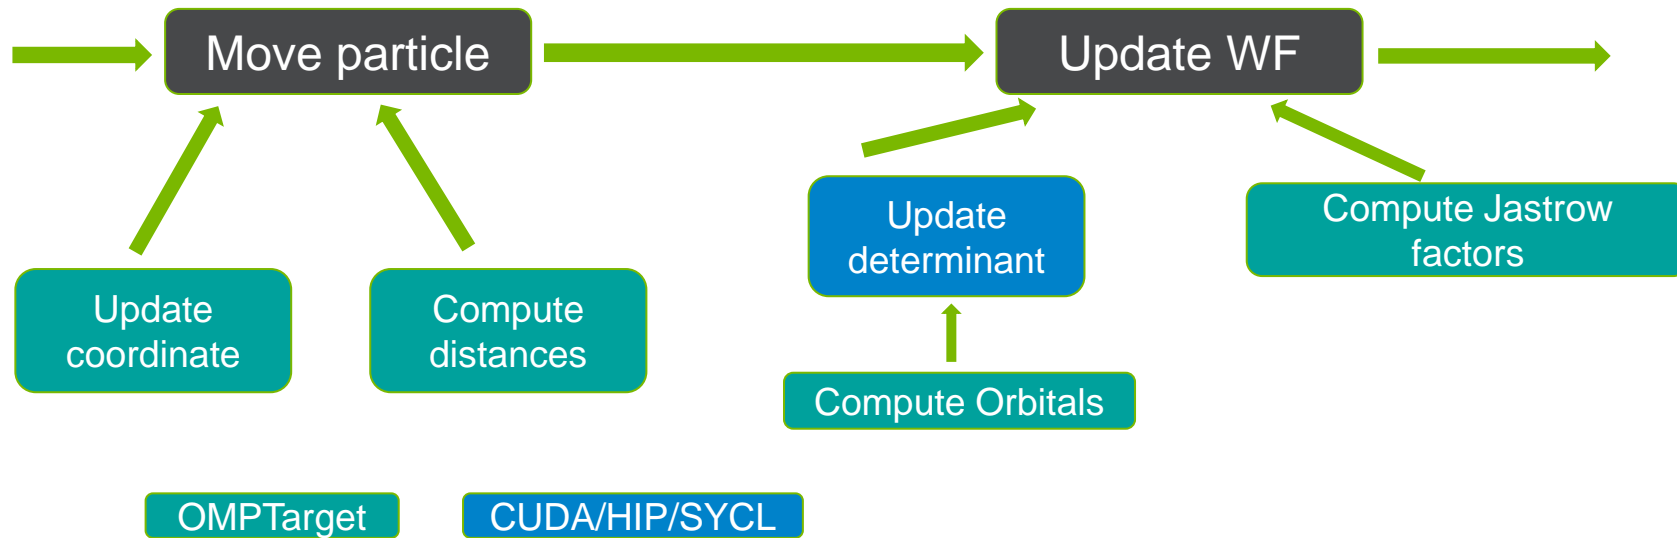 Move particle
Update WF
Update
determinant
Compute Jastrow
factors
Update
coordinate
Compute
distances
Compute Orbitals
OMPTarget
CUDA/HIP/SYCL